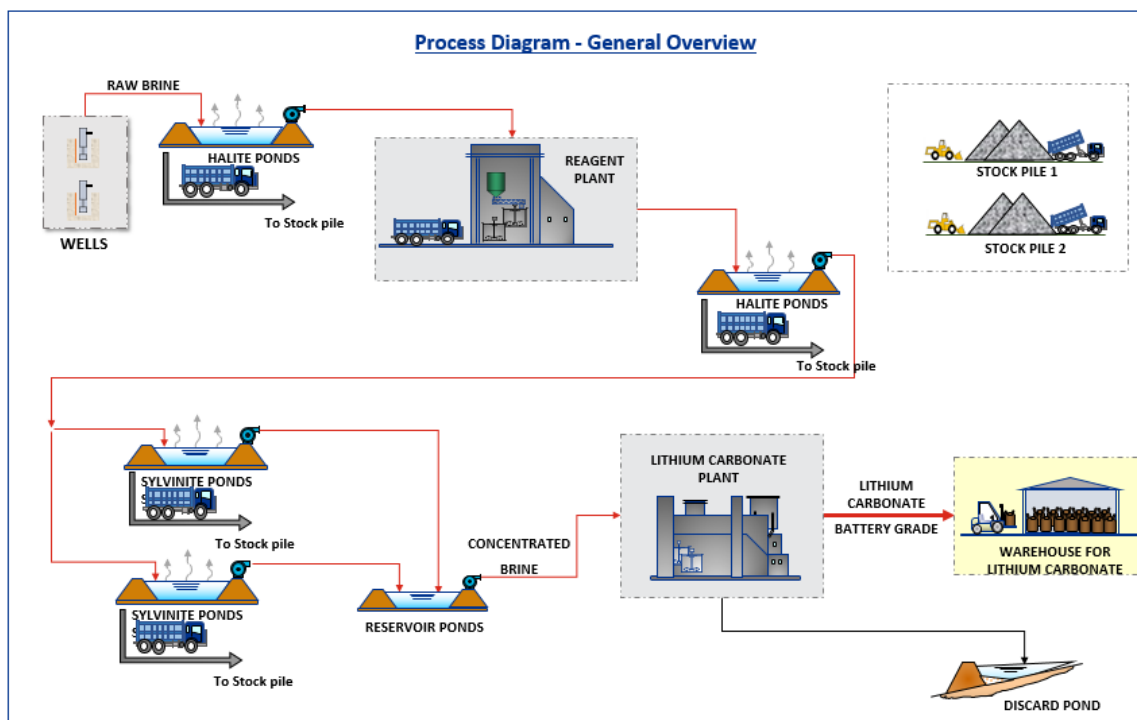 Process Diagram - General Overview
RAW BRINE
HALITE PONDS
To Stock pile
WELLS
REAGENT
PLANT
STOCK PILE 1
STOCK PILE 2
HALITE PONDS
To Stock pile
SYLVINITE PONDS
To Stock pile
SYLVINITE PONDS
To Stock pile
RESERVOIR PONDS
CONCENTRATED
BRINE
LITHIUM CARBONATE
PLANT
LITHIUM
CARBONATE
BATTERY GRADE
WAREHOUSE FOR
LITHIUM CARBONATE
DISCARD POND